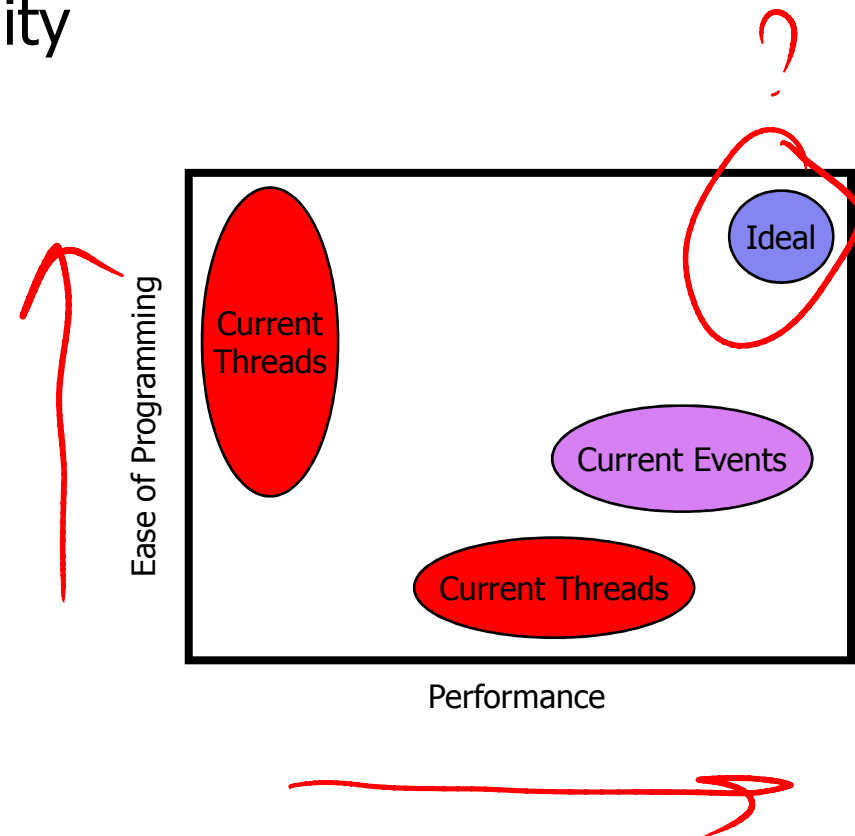 ity
?
Ideal
Current
Threads
Ease of Programming
Current Events
Current Threads
Performance